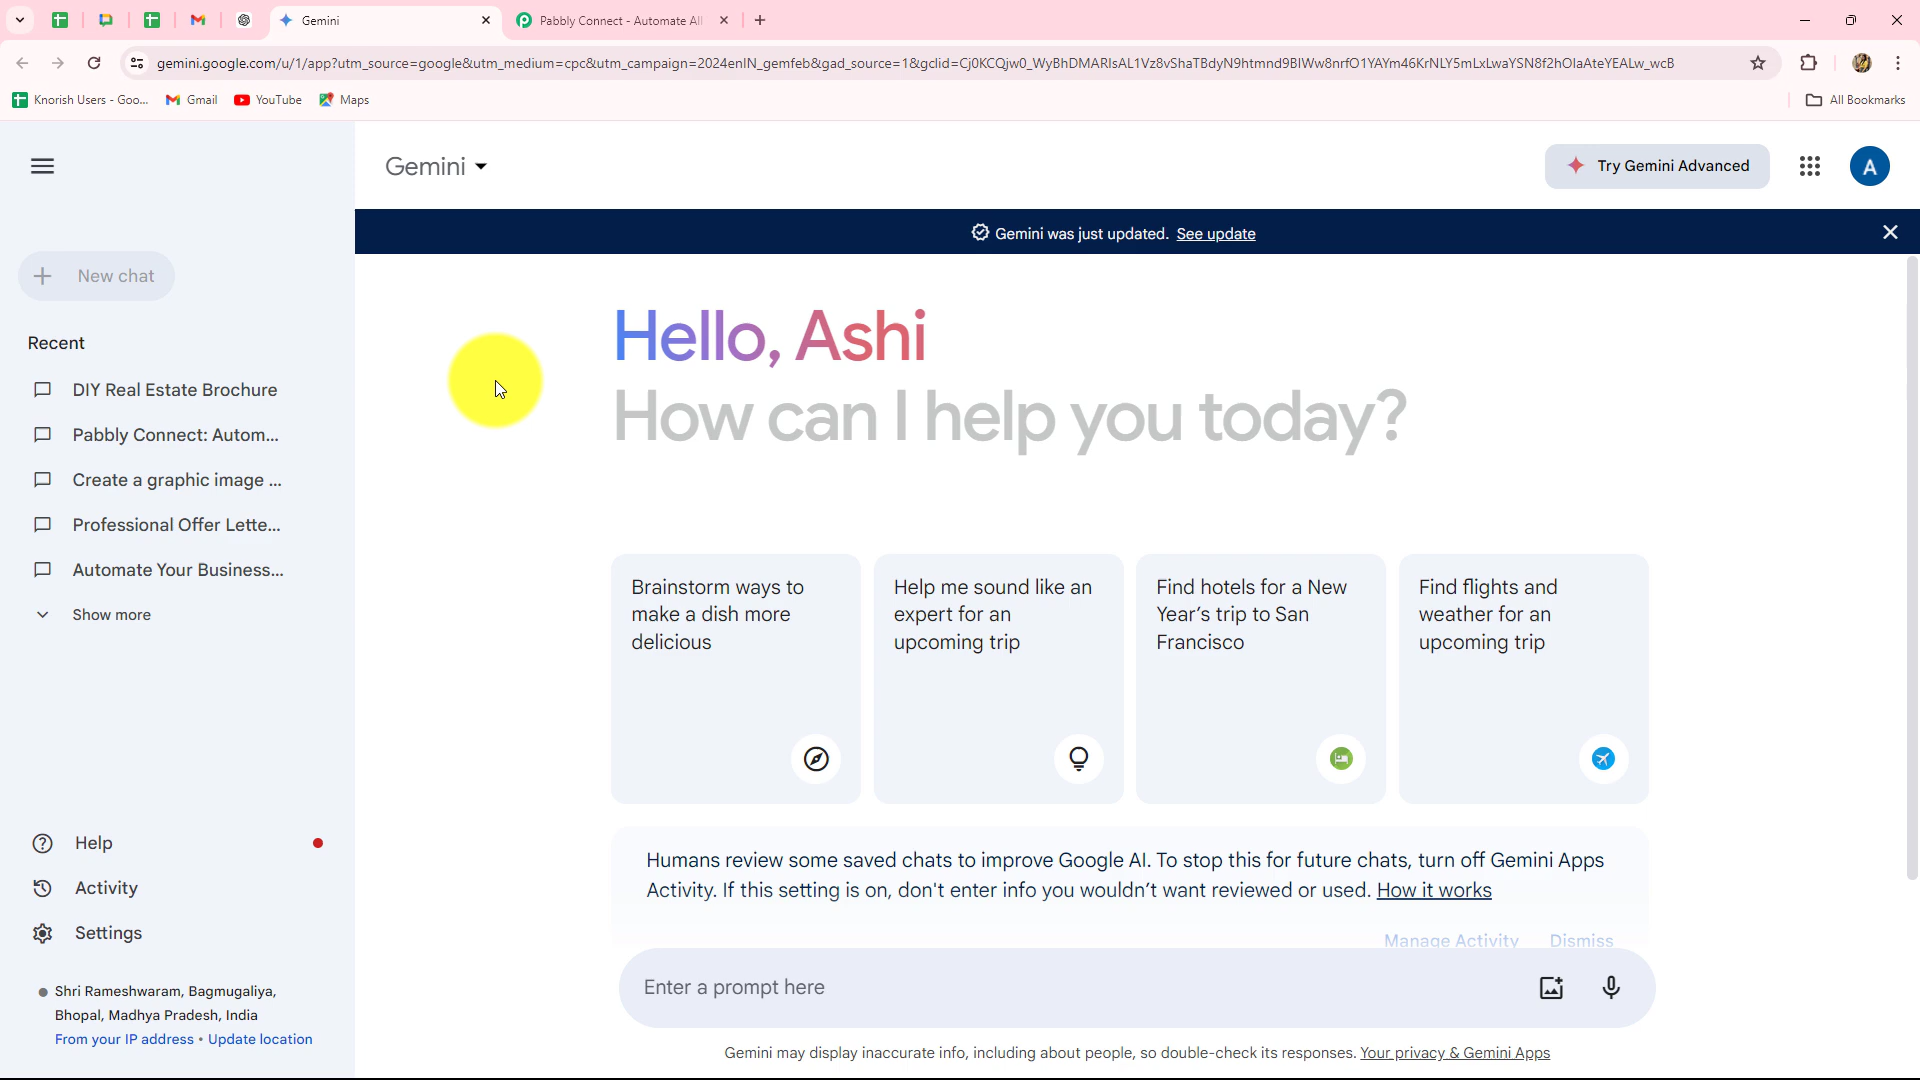 Gemini
Pabbly Connect - Automate All
gemini.google.com/u/1/app?utm_source=google&utm_medium=cpc&utm_campaign=2024enIN_gemfeb&gad_source=1&gclid=Cj0KCQjw0_WyBhDMARIsAL1Vz8vShaTBdyN9htmnd9BIWw8nrfO1YAYm46KrNLY5mLxLwaYSN8f2hOlaAteYEALw_wcB
Knorish Users - Goo...
Gmail
YouTube
Maps
All Bookmarks
Gemini
Try Gemini Advanced
A
Gemini was just updated. See update
New chat
Recent
DIY Real Estate Brochure
Pabbly Connect: Autom...
Create a graphic image ...
Professional Offer Lette...
Automate Your Business...
Show more
Help
Activity
Settings
Shri Rameshwaram, Bagmugaliya,
Bhopal, Madhya Pradesh, India
From your IP address • Update location
Hello, Ashi
How can I help you today?
Brainstorm ways to
make a dish more
delicious
Help me sound like an
expert for an
upcoming trip
Find hotels for a New
Year's trip to San
Francisco
Find flights and
weather for an
upcoming trip
Humans review some saved chats to improve Google AI. To stop this for future chats, turn off Gemini Apps
Activity. If this setting is on, don't enter info you wouldn't want reviewed or used. How it works
Manage Activity Dismiss
Enter a prompt here
Gemini may display inaccurate info, including about people, so double-check its responses. Your privacy & Gemini Apps